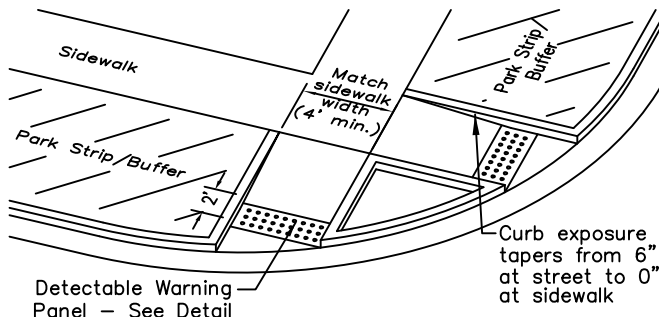 Sidewalk
Park Strip/
Buffer
Match
sidewalk
width
(4' min.)
Park Strip/Buffer
2'
Curb exposure
tapers from 6"
at street to 0"
at sidewalk
Detectable Warning
Panel – See Detail